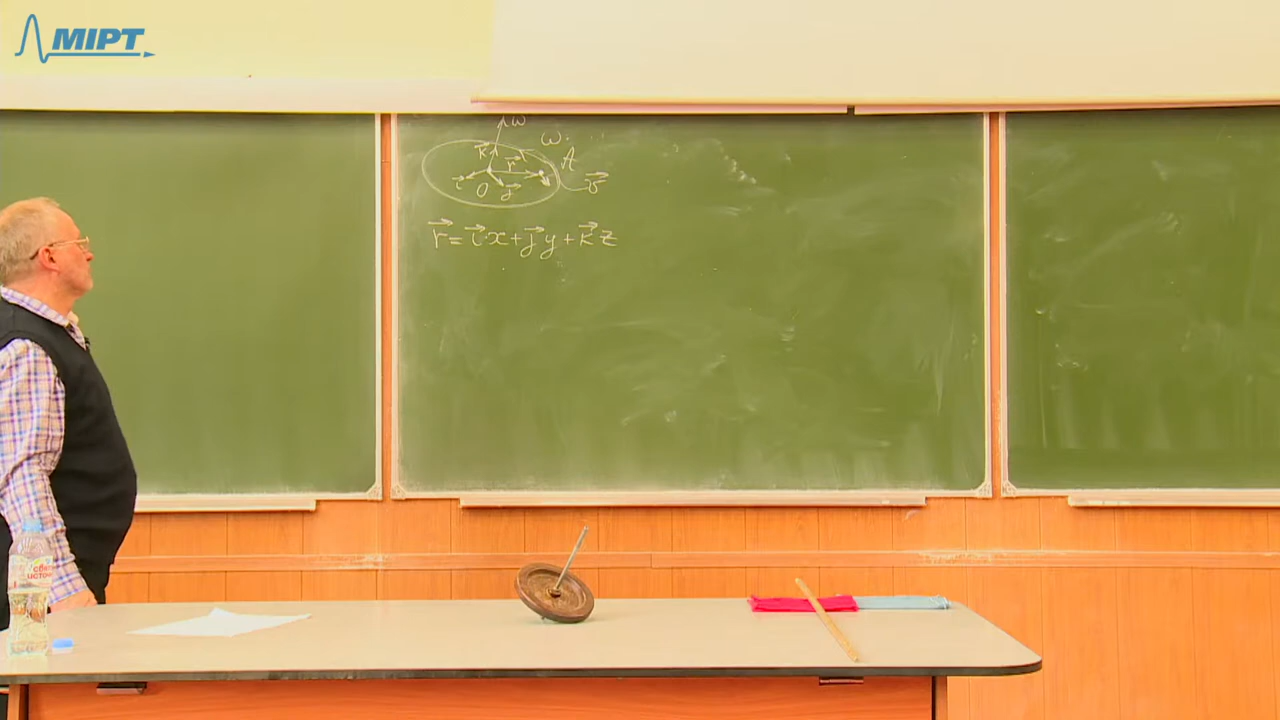 MIPT
ω
ω.
k⃗ r⃗ A
i⃗ O j⃗ v⃗
r⃗ = i⃗·x + j⃗y + k⃗z